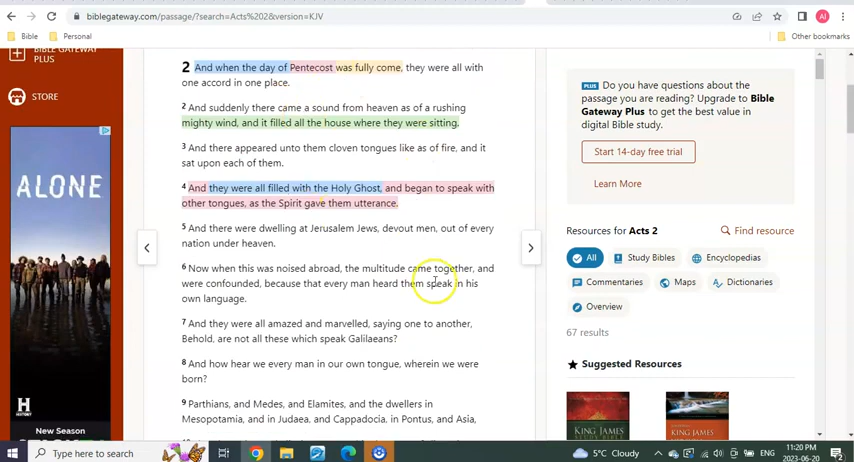 biblegateway.com/passage/?search=Acts%202&version=KJV
Bible
Personal
Other bookmarks
BIBLE GATEWAY
PLUS
STORE
ALONE
H
HISTORY
New Season
2 And when the day of Pentecost was fully come, they were all with
one accord in one place.
2 And suddenly there came a sound from heaven as of a rushing
mighty wind, and it filled all the house where they were sitting.
3 And there appeared unto them cloven tongues like as of fire, and it
sat upon each of them.
4 And they were all filled with the Holy Ghost, and began to speak with
other tongues, as the Spirit gave them utterance.
5 And there were dwelling at Jerusalem Jews, devout men, out of every
nation under heaven.
6 Now when this was noised abroad, the multitude came together, and
were confounded, because that every man heard them speak in his
own language.
7 And they were all amazed and marvelled, saying one to another,
Behold, are not all these which speak Galilaeans?
8 And how hear we every man in our own tongue, wherein we were
born?
9 Parthians, and Medes, and Elamites, and the dwellers in
Mesopotamia, and in Judaea, and Cappadocia, in Pontus, and Asia,
PLUS Do you have questions about the
passage you are reading? Upgrade to Bible
Gateway Plus to get the best value in
digital Bible study.
Start 14-day free trial
Learn More
Resources for Acts 2
Find resource
All
Study Bibles
Encyclopedias
Commentaries
Maps
Dictionaries
Overview
67 results
Suggested Resources
KING JAMES
KING JAMES
Type here to search
5°C Cloudy
ENG
11:20 PM
2023-06-20
2